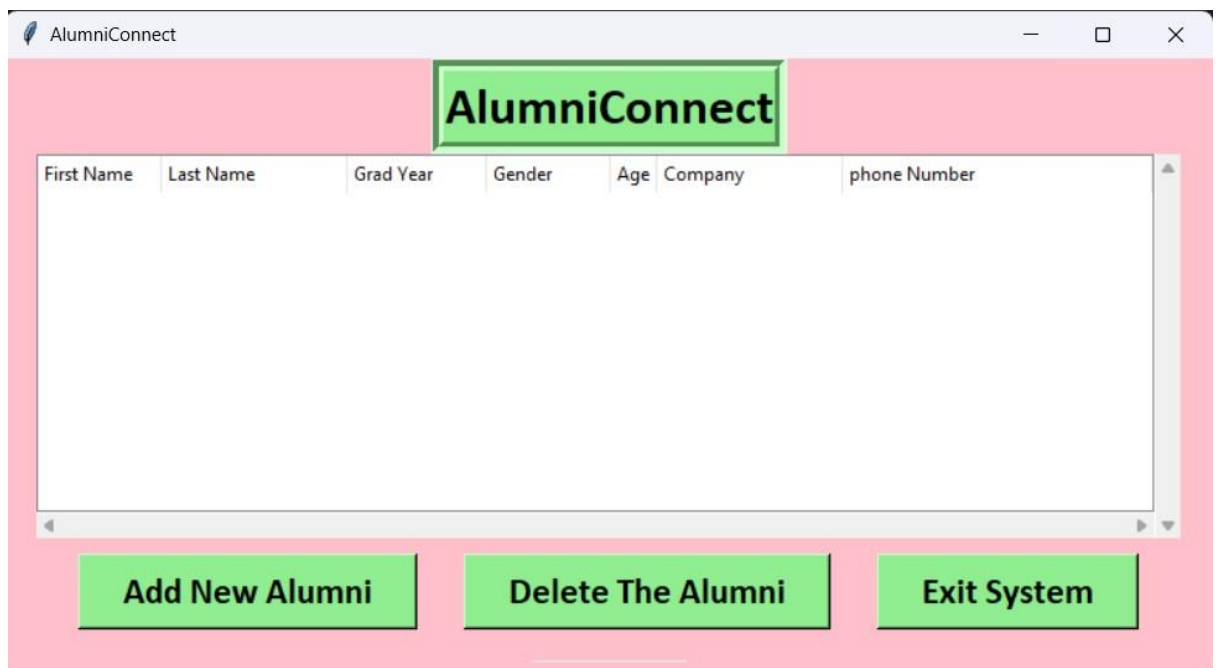 AlumniConnect
AlumniConnect
First Name Last Name Grad Year Gender Age Company phone Number
Add New Alumni Delete The Alumni Exit System